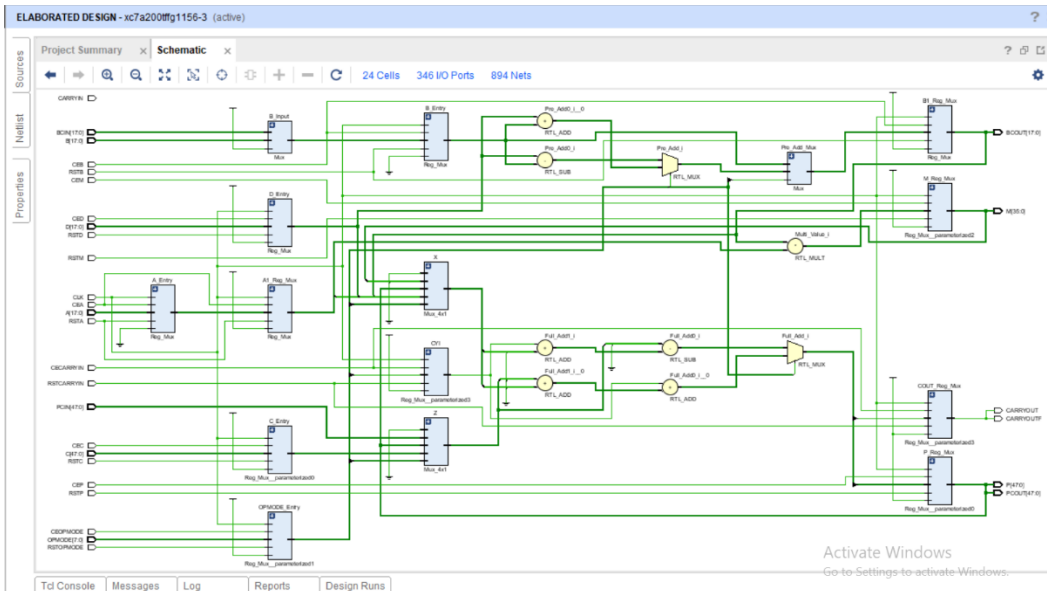 ELABORATED DESIGN - xc7a200tffg1156-3 (active)
?
Sources
Netlist
Properties
Project Summary x Schematic x
24 Cells 346 I/O Ports 894 Nets
CARRYIN
BCIN[17:0]
B[17:0]
CEB
RSTB
CEM
CED
D[17:0]
RSTD
RSTM
CLK
CEA
A[17:0]
RSTA
CECARRYIN
RSTCARRYIN
PCIN[47:0]
CEC
C[47:0]
RSTC
CEP
RSTP
CEOPMODE
OPMODE[7:0]
RSTOPMODE
B_Input
Mux
D_Entry
Reg_Mux
A_Entry
Reg_Mux
A1_Reg_Mux
Reg_Mux
C_Entry
Reg_Mux__parameterized0
OPMODE_Entry
Reg_Mux__parameterized1
B_Entry
Reg_Mux
X
Mux_4x1
CYI
Reg_Mux__parameterized3
Z
Mux_4x1
Pre_Add0_i__0
RTL_ADD
Pre_Add0_i
RTL_SUB
Pre_Add_i
RTL_MUX
Pre_Add_Mux
Mux
Multi_Value_i
RTL_MULT
Full_Add1_i
RTL_ADD
Full_Add1_i__0
RTL_ADD
Full_Add0_i
RTL_SUB
Full_Add0_i__0
RTL_ADD
Full_Add_i
RTL_MUX
B1_Reg_Mux
Reg_Mux
M_Reg_Mux
Reg_Mux__parameterized2
COUT_Reg_Mux
Reg_Mux__parameterized3
P_Reg_Mux
Reg_Mux__parameterized0
BCOUT[17:0]
M[35:0]
CARRYOUT
CARRYOUTF
P[47:0]
PCOUT[47:0]
Activate Windows
Go to Settings to activate Windows.
Tcl Console Messages Log Reports Design Runs